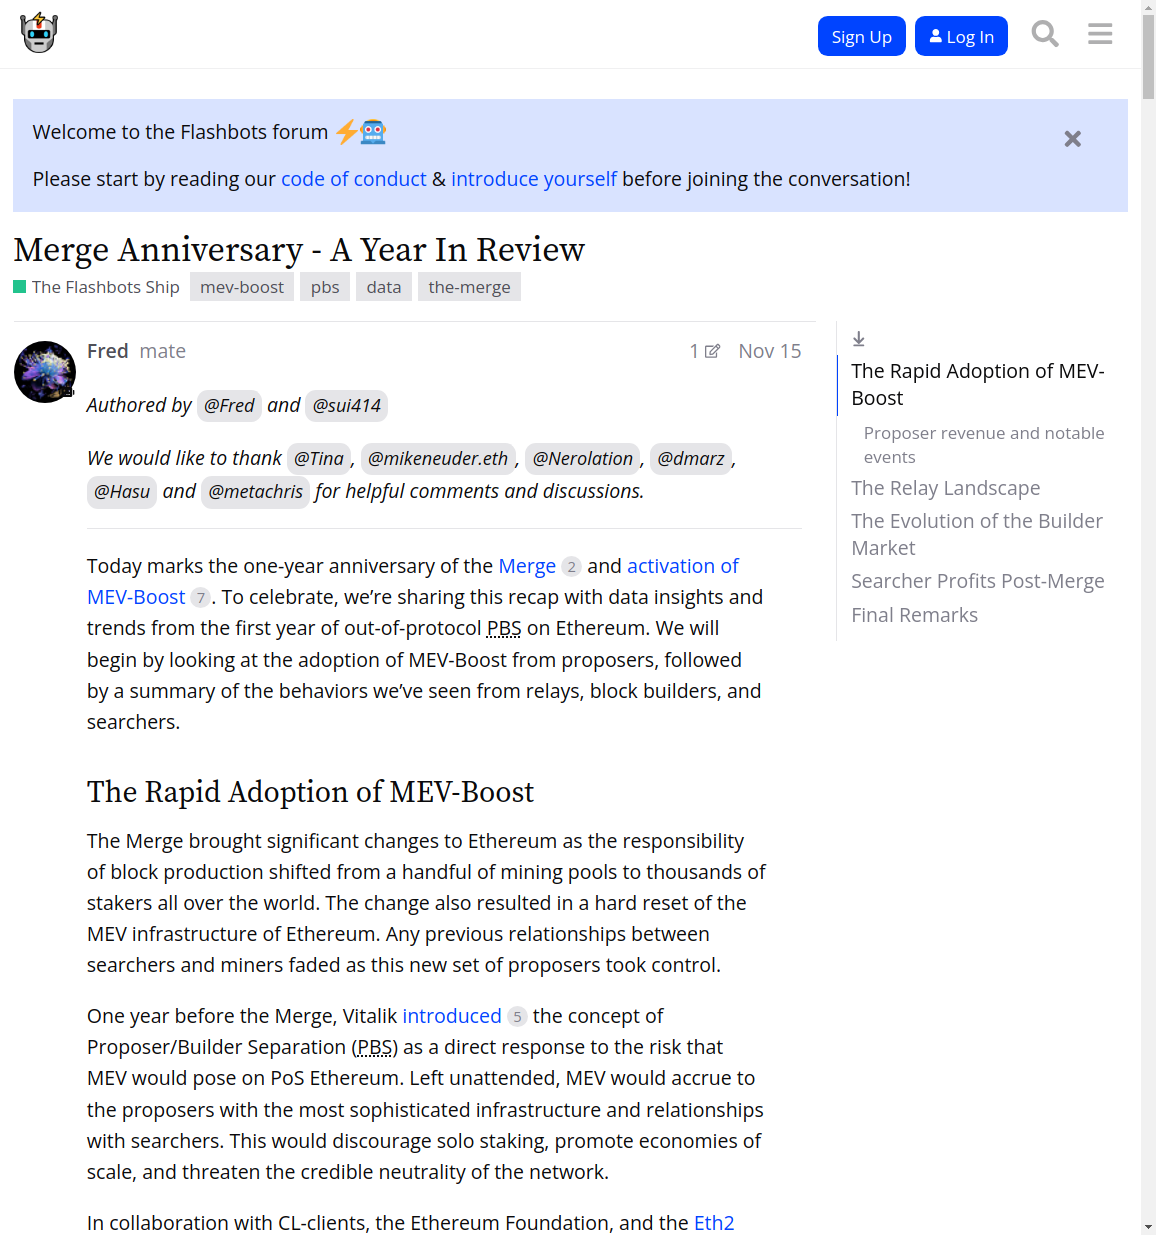 Sign Up
Log In
Welcome to the Flashbots forum
Please start by reading our code of conduct & introduce yourself before joining the conversation!
Merge Anniversary - A Year In Review
The Flashbots Ship mev-boost pbs data the-merge
Fred mate 1 Nov 15
Authored by @Fred and @sui414
We would like to thank @Tina, @mikeneuder.eth, @Nerolation, @dmarz,
@Hasu and @metachris for helpful comments and discussions.
Today marks the one-year anniversary of the Merge 2 and activation of
MEV-Boost 7. To celebrate, we’re sharing this recap with data insights and
trends from the first year of out-of-protocol PBS on Ethereum. We will
begin by looking at the adoption of MEV-Boost from proposers, followed
by a summary of the behaviors we’ve seen from relays, block builders, and
searchers.
The Rapid Adoption of MEV-Boost
The Merge brought significant changes to Ethereum as the responsibility
of block production shifted from a handful of mining pools to thousands of
stakers all over the world. The change also resulted in a hard reset of the
MEV infrastructure of Ethereum. Any previous relationships between
searchers and miners faded as this new set of proposers took control.
One year before the Merge, Vitalik introduced 5 the concept of
Proposer/Builder Separation (PBS) as a direct response to the risk that
MEV would pose on PoS Ethereum. Left unattended, MEV would accrue to
the proposers with the most sophisticated infrastructure and relationships
with searchers. This would discourage solo staking, promote economies of
scale, and threaten the credible neutrality of the network.
In collaboration with CL-clients, the Ethereum Foundation, and the Eth2
The Rapid Adoption of MEV-
Boost
Proposer revenue and notable
events
The Relay Landscape
The Evolution of the Builder
Market
Searcher Profits Post-Merge
Final Remarks